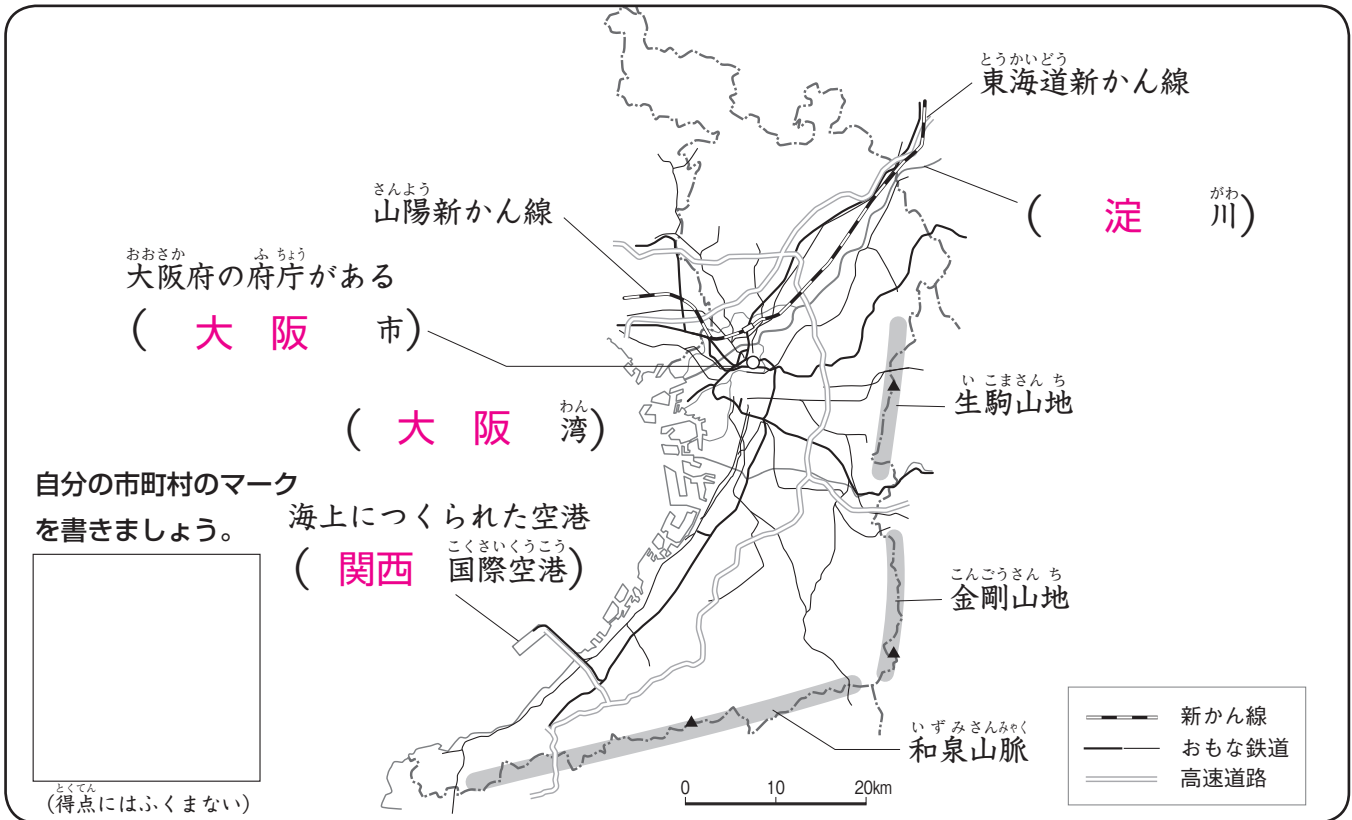 とうかいどう
東海道新かん線
さんよう
山陽新かん線
がわ
( 淀 川)
おおさか ふ ちょう
大阪府の府庁がある
( 大 阪 市)
い こまさん ち
生駒山地
わん
( 大 阪 湾)
自分の市町村のマーク
を書きましょう。
海上につくられた空港
こくさいくうこう
( 関西 国際空港)
こんごうさん ち
金剛山地
いずみさんみゃく
和泉山脈
新かん線
おもな鉄道
高速道路
0 10 20km
とくてん
(得点にはふくまない)